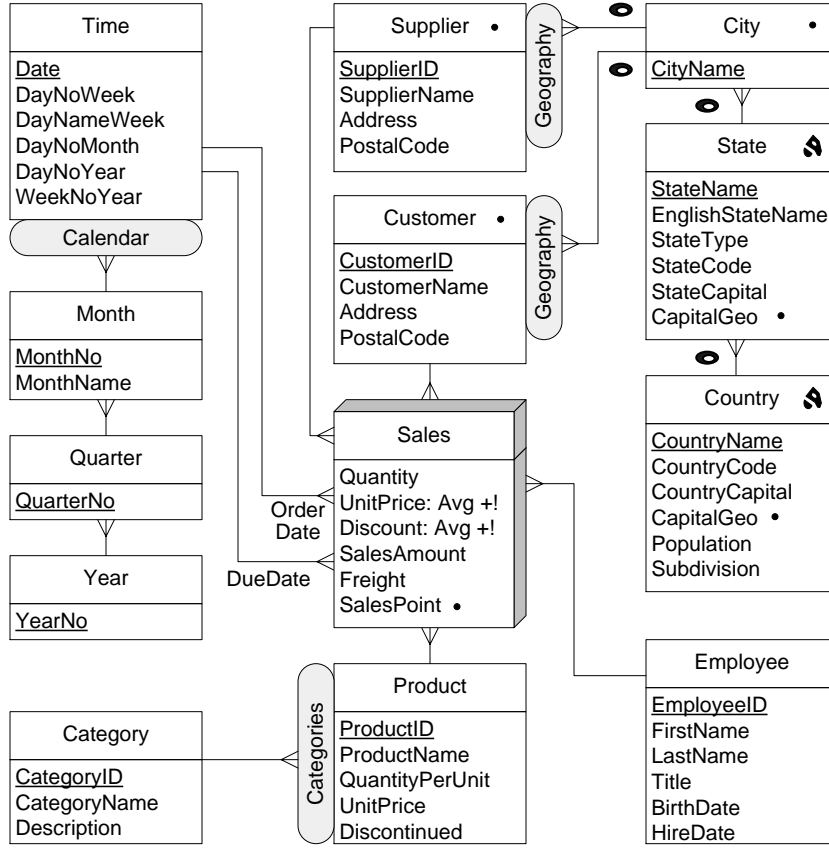 Time
Date
DayNoWeek
DayNameWeek
DayNoMonth
DayNoYear
WeekNoYear
Calendar
Month
MonthNo
MonthName
Quarter
QuarterNo
Year
YearNo
Supplier
SupplierID
SupplierName
Address
PostalCode
Geography
Customer
CustomerID
CustomerName
Address
PostalCode
Geography
City
CityName
State
StateName
EnglishStateName
StateType
StateCode
StateCapital
CapitalGeo
Country
CountryName
CountryCode
CountryCapital
CapitalGeo
Population
Subdivision
Sales
Quantity
UnitPrice: Avg +!
Discount: Avg +!
SalesAmount
Freight
SalesPoint
Order
Date
DueDate
Product
ProductID
ProductName
QuantityPerUnit
UnitPrice
Discontinued
Categories
Category
CategoryID
CategoryName
Description
Employee
EmployeeID
FirstName
LastName
Title
BirthDate
HireDate